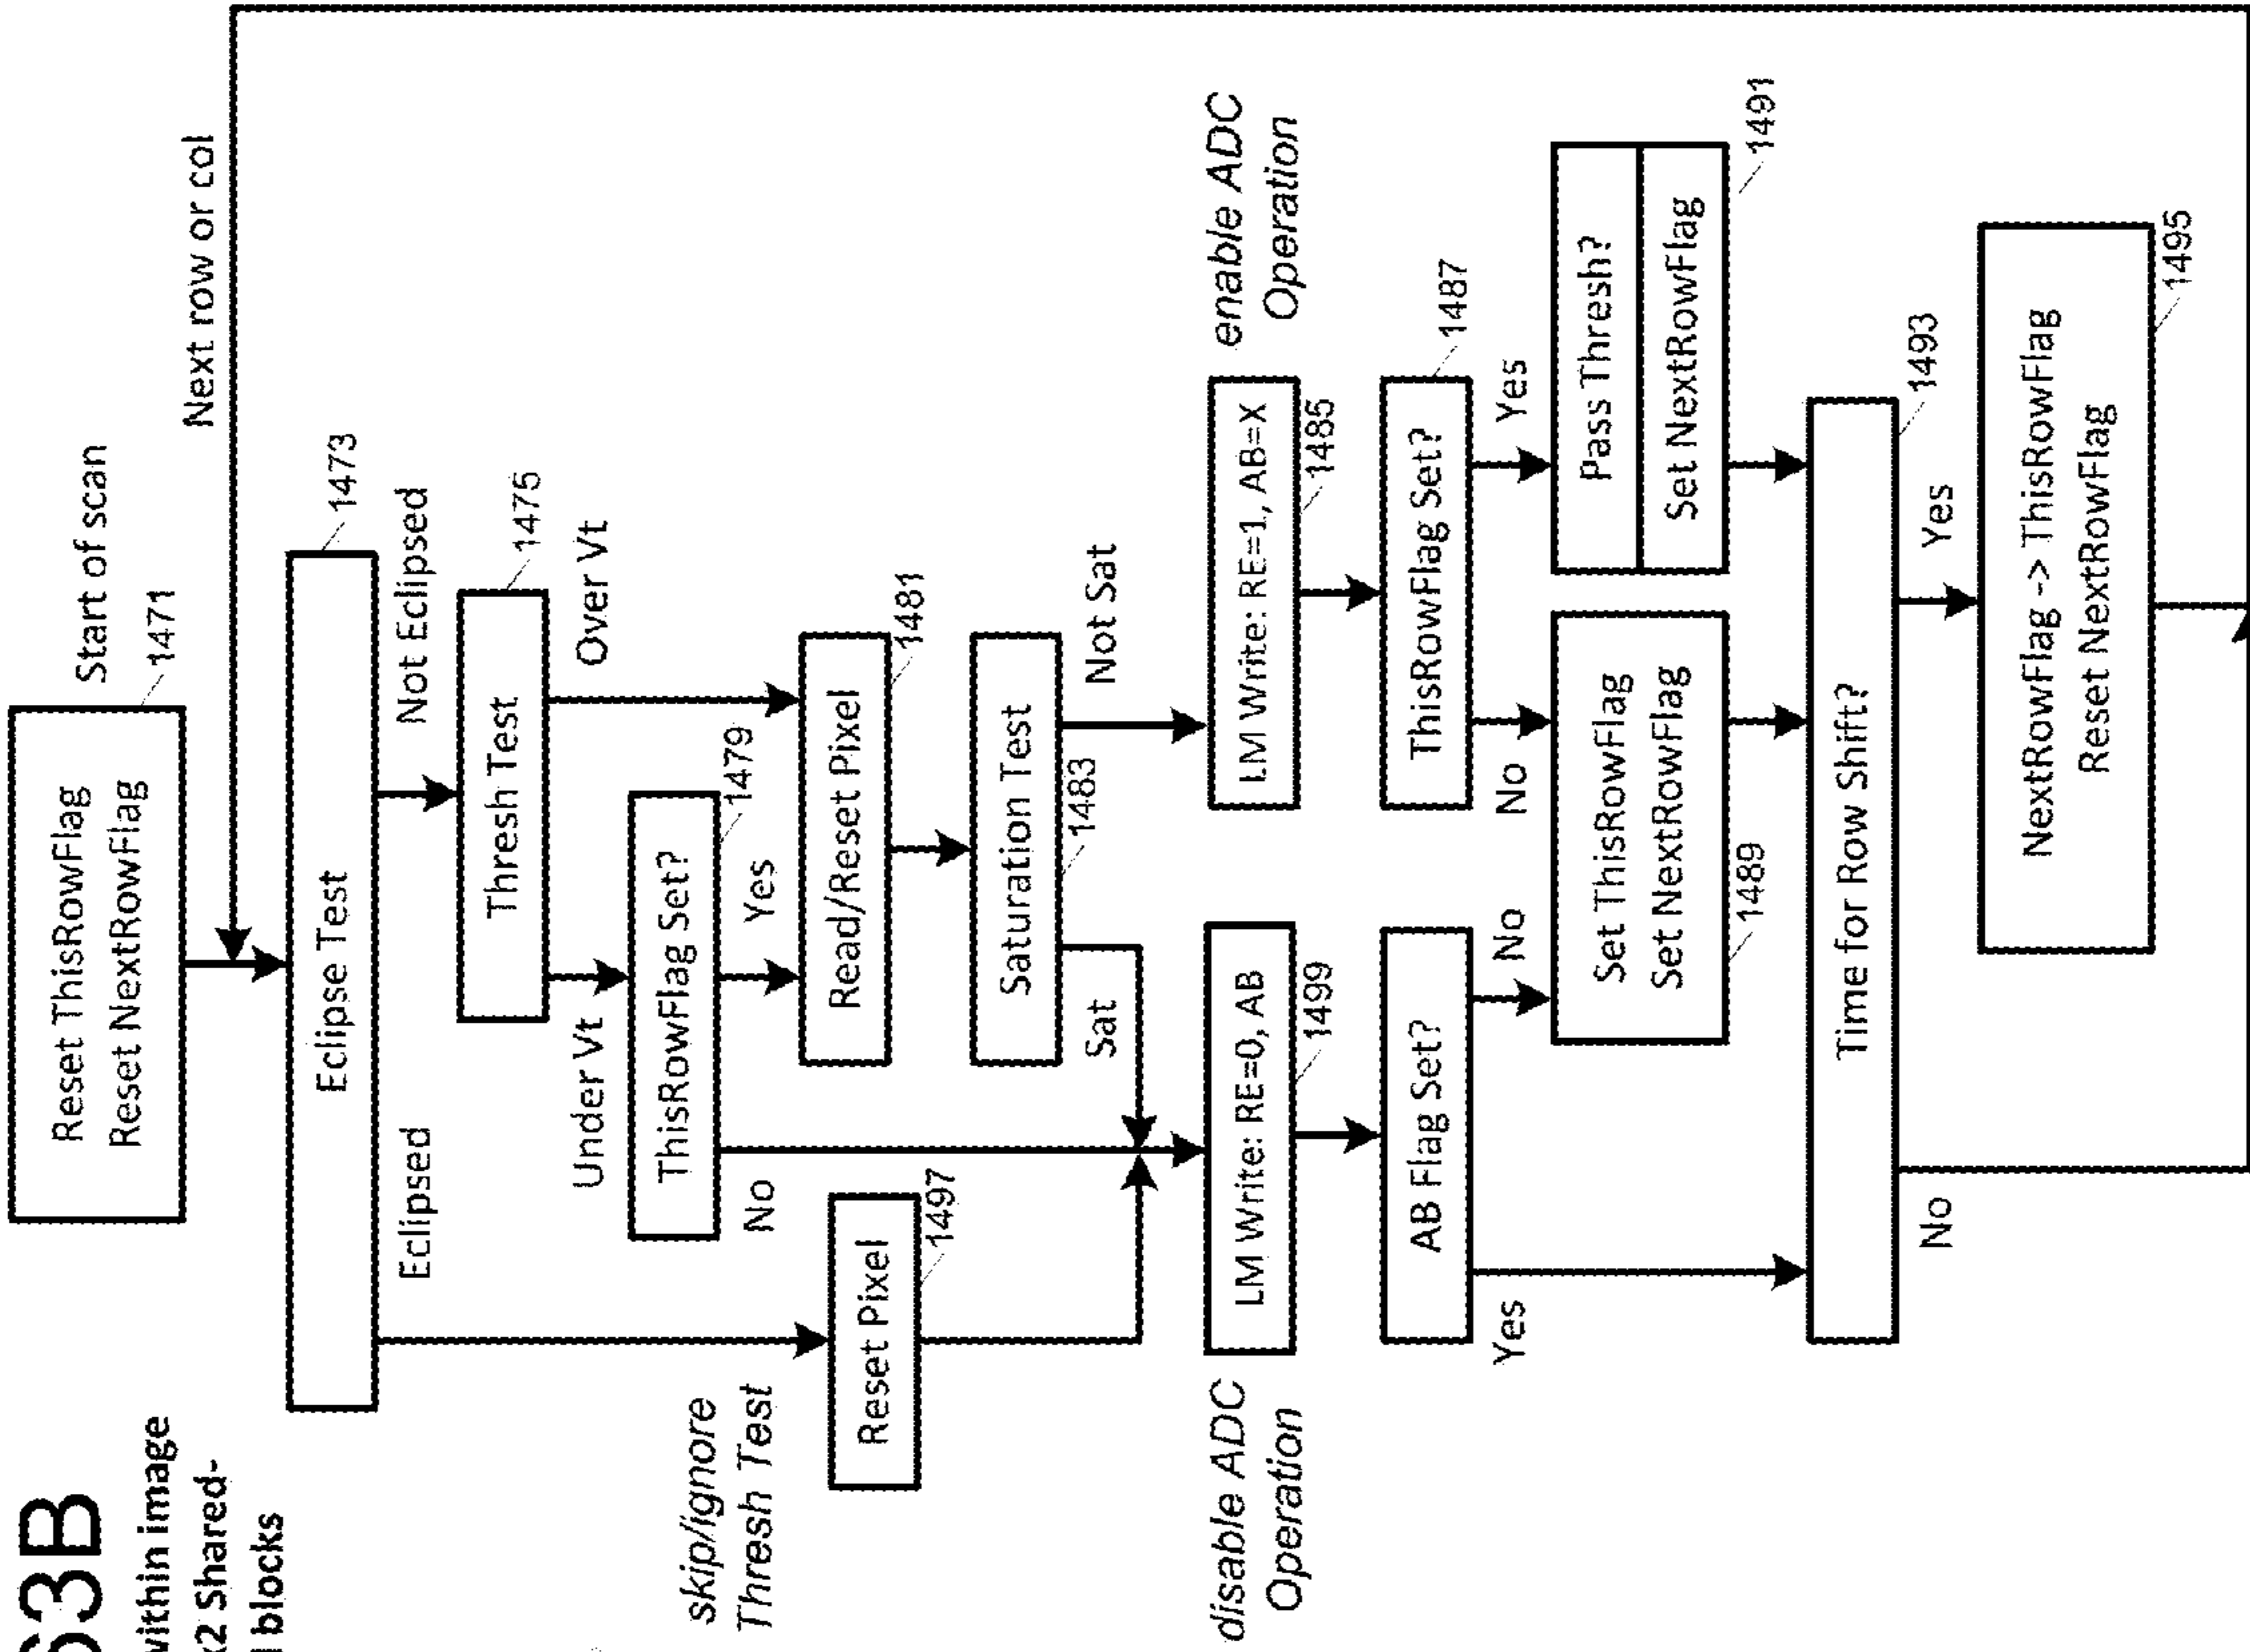 63B
within image
x2 Shared-
blocks
Start of scan
Reset ThisRowFlag
Reset NextRowFlag
1471
Next row or col
Eclipse Test
1473
Eclipsed
Not Eclipsed
Thresh Test
1475
Under Vt
Over Vt
ThisRowFlag Set?
1479
No
Yes
skip/ignore
Thresh Test
Reset Pixel
1497
Read/Reset Pixel
1481
Saturation Test
1483
Sat
Not Sat
disable ADC
Operation
LM Write: RE=0, AB
1499
LM Write: RE=1, AB=X
1485
enable ADC
Operation
AB Flag Set?
ThisRowFlag Set?
1487
Yes
No
No
Yes
Set ThisRowFlag
Set NextRowFlag
1489
Pass Thresh?
Set NextRowFlag
1491
Time for Row Shift?
1493
No
Yes
NextRowFlag -> ThisRowFlag
Reset NextRowFlag
1495